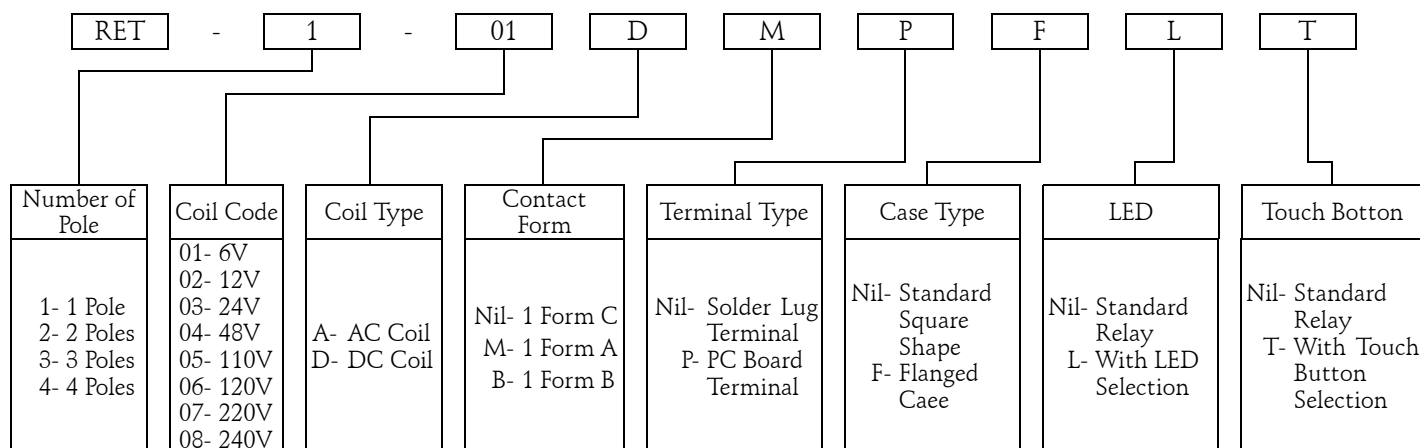 RET - 1 - 01 D M P F L T
Number of
Pole
1- 1 Pole
2- 2 Poles
3- 3 Poles
4- 4 Poles
Coil Code
01- 6V
02- 12V
03- 24V
04- 48V
05- 110V
06- 120V
07- 220V
08- 240V
Coil Type
A- AC Coil
D- DC Coil
Contact
Form
Nil- 1 Form C
M- 1 Form A
B- 1 Form B
Terminal Type
Nil- Solder Lug
Terminal
P- PC Board
Terminal
Case Type
Nil- Standard
Square
Shape
F- Flanged
Caee
LED
Nil- Standard
Relay
L- With LED
Selection
Touch Botton
Nil- Standard
Relay
T- With Touch
Button
Selection